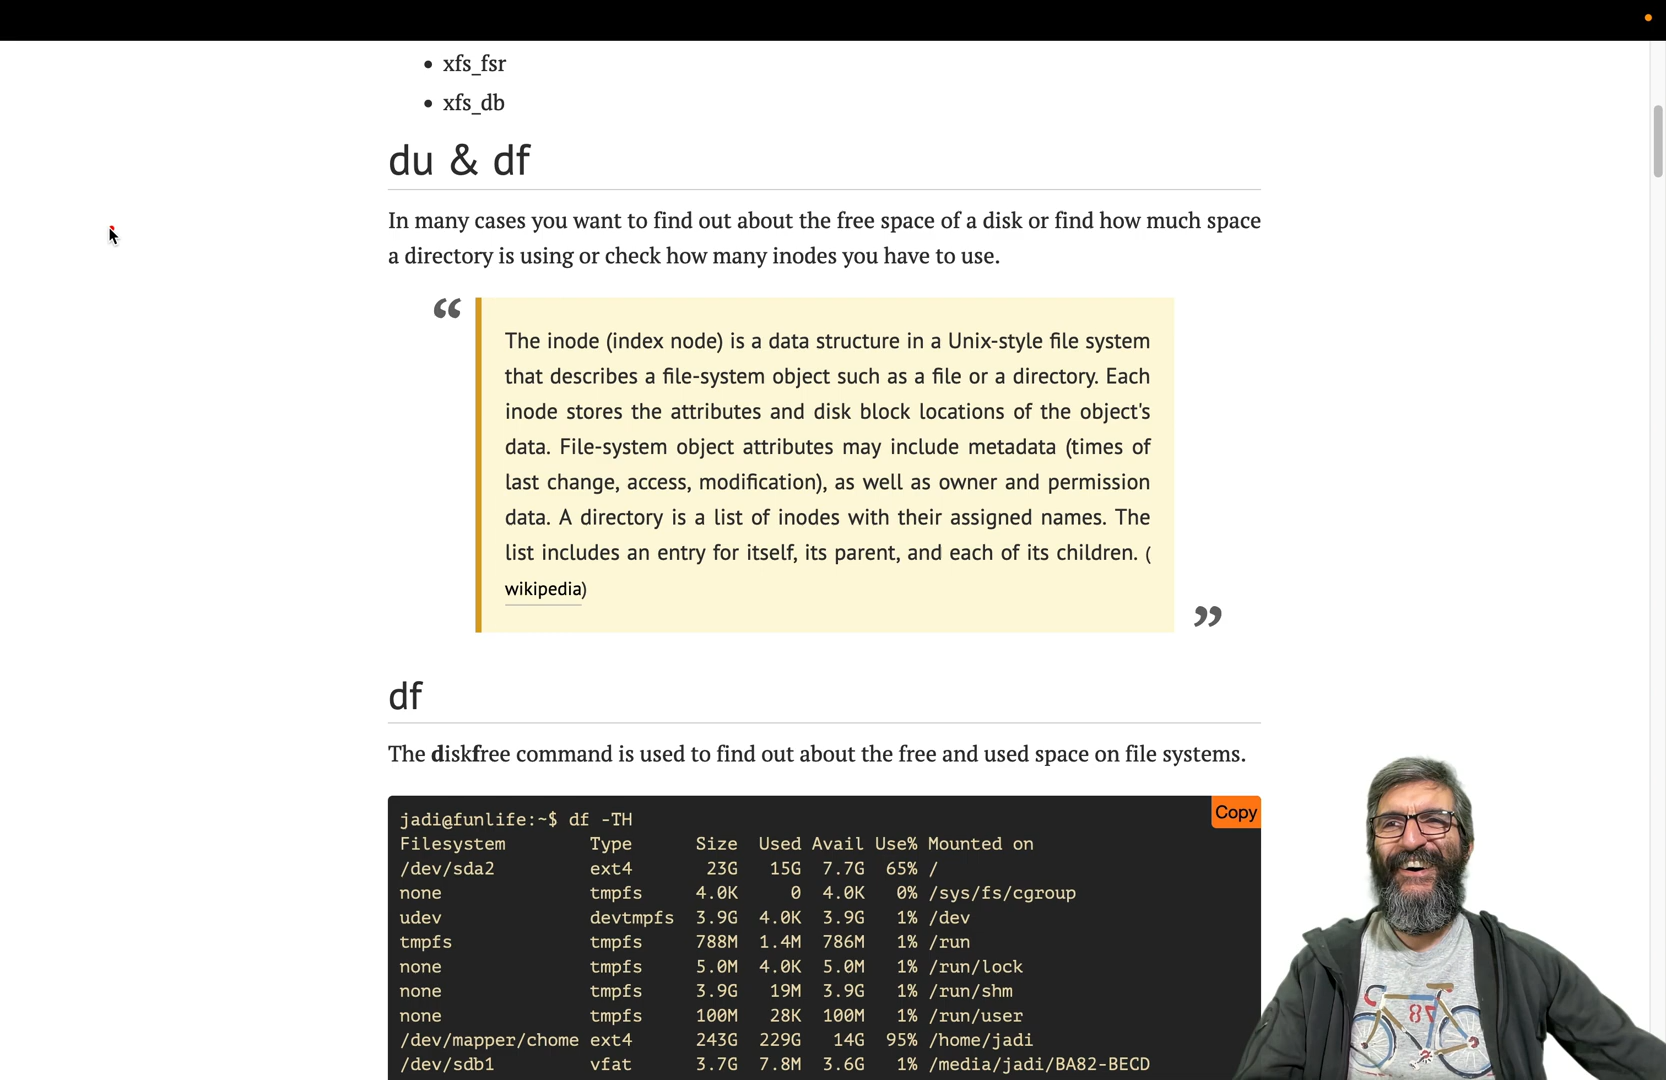 • xfs_fsr
• xfs_db
du & df
In many cases you want to find out about the free space of a disk or find how much space
a directory is using or check how many inodes you have to use.
“
The inode (index node) is a data structure in a Unix-style file system
that describes a file-system object such as a file or a directory. Each
inode stores the attributes and disk block locations of the object's
data. File-system object attributes may include metadata (times of
last change, access, modification), as well as owner and permission
data. A directory is a list of inodes with their assigned names. The
list includes an entry for itself, its parent, and each of its children. (
wikipedia)
”
df
The diskfree command is used to find out about the free and used space on file systems.
Copy
jadi@funlife:~$ df -TH
Filesystem Type Size Used Avail Use% Mounted on
/dev/sda2 ext4 23G 15G 7.7G 65% /
none tmpfs 4.0K 0 4.0K 0% /sys/fs/cgroup
udev devtmpfs 3.9G 4.0K 3.9G 1% /dev
tmpfs tmpfs 788M 1.4M 786M 1% /run
none tmpfs 5.0M 4.0K 5.0M 1% /run/lock
none tmpfs 3.9G 19M 3.9G 1% /run/shm
none tmpfs 100M 28K 100M 1% /run/user
/dev/mapper/chome ext4 243G 229G 14G 95% /home/jadi
/dev/sdb1 vfat 3.7G 7.8M 3.6G 1% /media/jadi/BA82-BECD